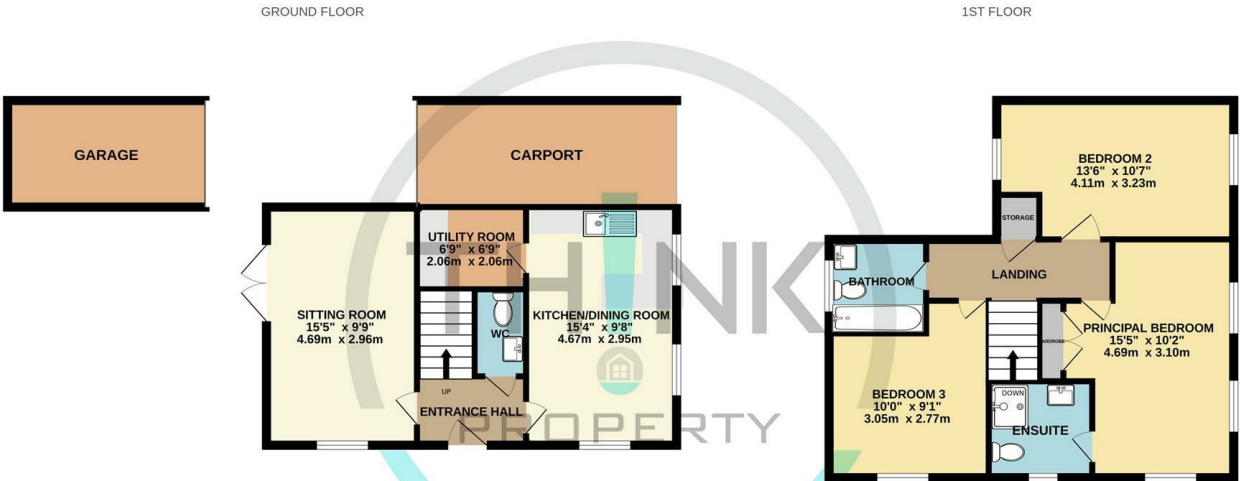 GROUND FLOOR
1ST FLOOR
GARAGE
CARPORT
UTILITY ROOM
6'9" x 6'9"
2.06m x 2.06m
SITTING ROOM
15'5" x 9'9"
4.69m x 2.96m
WC
KITCHEN/DINING ROOM
15'4" x 9'8"
4.67m x 2.95m
UP
ENTRANCE HALL
BEDROOM 2
13'6" x 10'7"
4.11m x 3.23m
STORAGE
LANDING
BATHROOM
PRINCIPAL BEDROOM
15'5" x 10'2"
4.69m x 3.10m
BEDROOM 3
10'0" x 9'1"
3.05m x 2.77m
DOWN
ENSUITE
TH!NK
PROPERTY